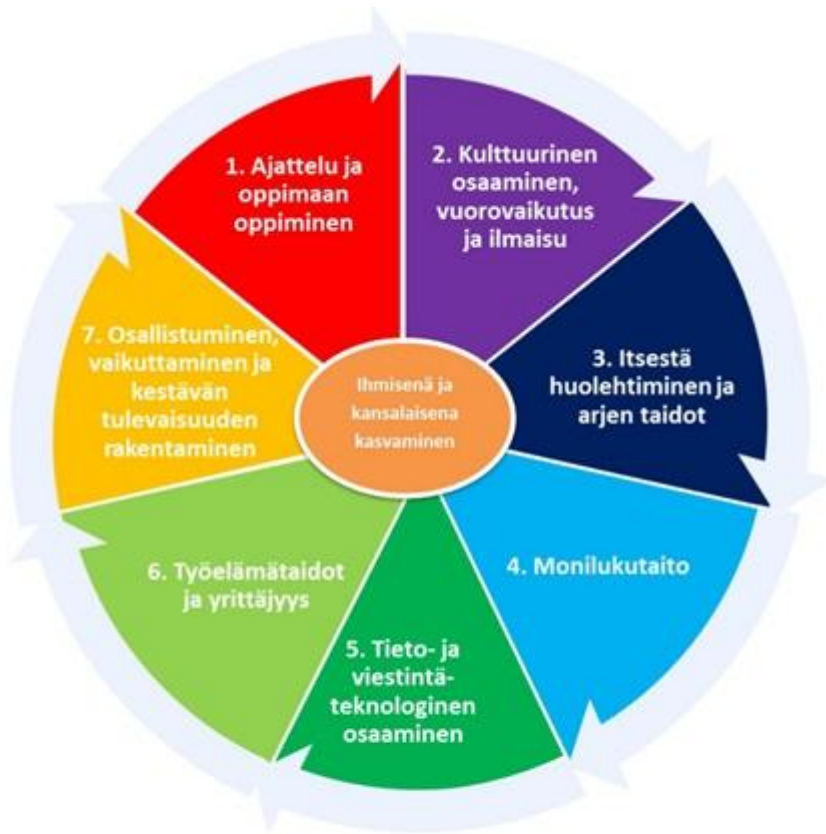 1. Ajattelu ja
oppimaan
oppiminen
2. Kulttuurinen
osaaminen,
vuorovaikutus
ja ilmaisu
3. Itsestä
huolehtiminen ja
arjen taidot
4. Monilukutaito
5. Tieto- ja
viestintä-
teknologinen
osaaminen
6. Työelämätaidot
ja yrittäjyys
7. Osallistuminen,
vaikuttaminen ja
kestävän
tulevaisuuden
rakentaminen
Ihmisenä ja
kansalaisena
kasvaminen